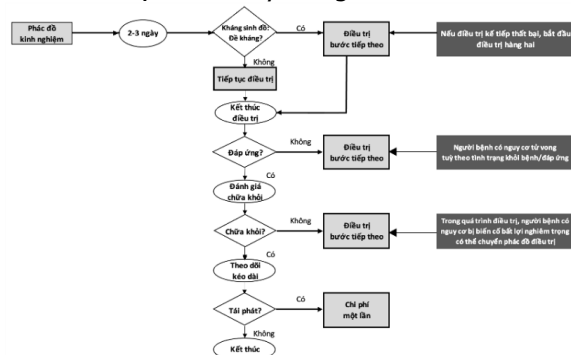 Phác đồ
kinh nghiệm
2-3 ngày
Kháng sinh đồ:
Đề kháng?
Có
Điều trị
bước tiếp theo
Nếu điều trị kế tiếp thất bại, bắt đầu
điều trị hàng hai
Không
Tiếp tục điều trị
Kết thúc
điều trị
Đáp ứng?
Không
Điều trị
bước tiếp theo
Người bệnh có nguy cơ tử vong
tuỳ theo tình trạng khỏi bệnh/đáp ứng
Có
Đánh giá
chữa khỏi
Chữa khỏi?
Không
Điều trị
bước tiếp theo
Trong quá trình điều trị, người bệnh có
nguy cơ bị biến cố bất lợi nghiêm trọng
có thể chuyển phác đồ điều trị
Có
Theo dõi
kéo dài
Tái phát?
Có
Chi phí
một lần
Không
Kết thúc